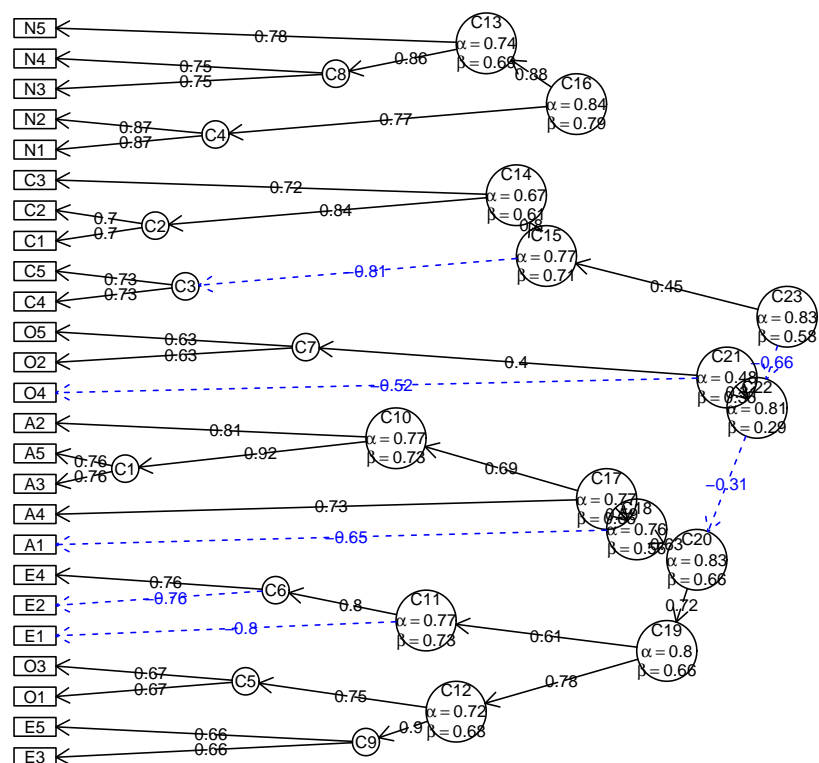 N5
N4
N3
N2
N1
C3
C2
C1
C5
C4
O5
O2
O4
A2
A5
A3
A4
A1
E4
E2
E1
O3
O1
E5
E3
0.78
0.75
0.75
C8
0.86
C13
α = 0.74
β = 0.69
0.88
C16
α = 0.84
β = 0.79
0.87
0.87
C4
0.77
0.72
C14
α = 0.67
β = 0.61
0.7
0.7
C2
0.84
C15
α = 0.77
β = 0.71
0.73
0.73
C3
−0.81
0.45
C23
α = 0.83
β = 0.58
0.63
0.63
C7
0.4
−0.52
C21
α = 0.48
−0.66
C22
α = 0.81
β = 0.29
−0.31
0.81
C10
α = 0.77
β = 0.73
0.76
0.76
C1
0.92
0.69
0.73
C17
α = 0.77
−0.65
C18
α = 0.76
β = 0.56
0.63
C20
α = 0.83
β = 0.66
0.72
0.76
−0.76
C6
0.8
−0.8
C11
α = 0.77
β = 0.73
0.61
C19
α = 0.8
β = 0.66
0.67
0.67
C5
0.75
C12
α = 0.72
β = 0.68
0.78
0.66
0.66
C9
0.9